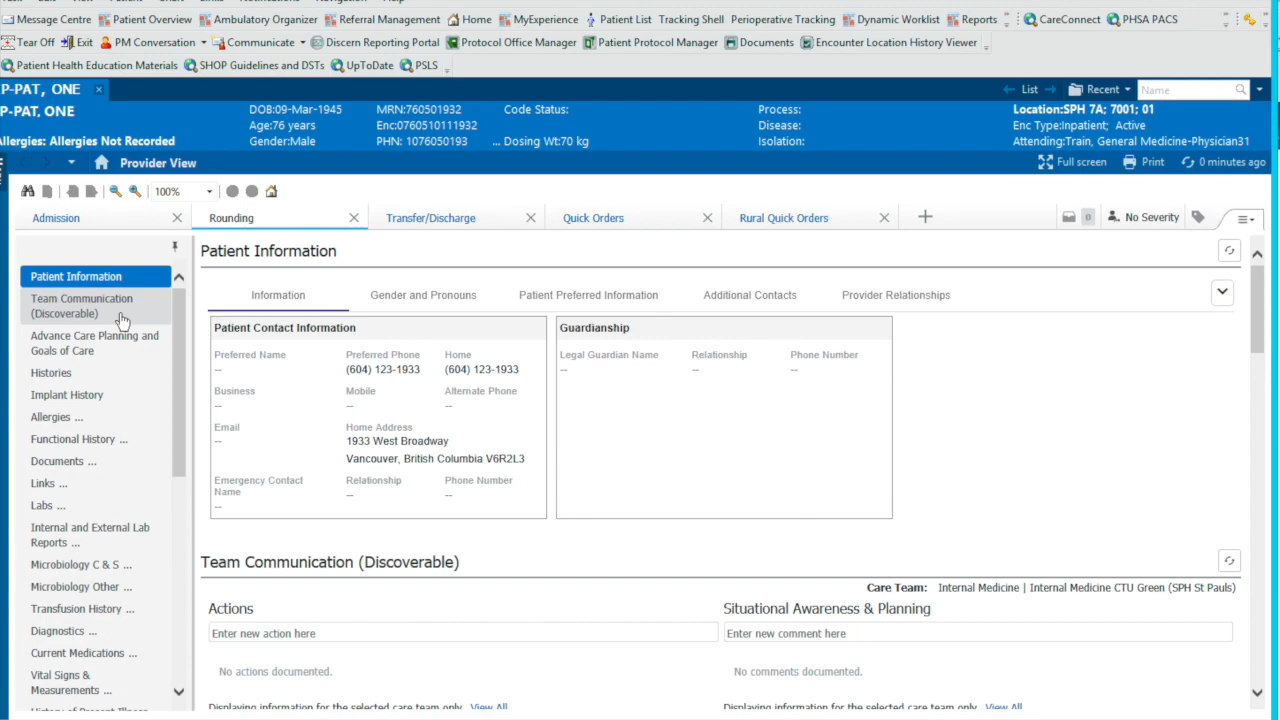 Message Centre Patient Overview Ambulatory Organizer Referral Management Home MyExperience Patient List Tracking Shell Perioperative Tracking Dynamic Worklist Reports CareConnect PHSA PACS
Tear Off Exit PM Conversation Communicate Discern Reporting Portal Protocol Office Manager Patient Protocol Manager Documents Encounter Location History Viewer
Patient Health Education Materials SHOP Guidelines and DSTs UpToDate PSLS
P-PAT, ONE List Recent Name
P-PAT, ONE DOB:09-Mar-1945 MRN:760501932 Code Status: Process: Location:SPH 7A; 7001; 01
Age:76 years Enc:0760510111932 Disease: Enc Type:Inpatient; Active
Allergies: Allergies Not Recorded Gender:Male PHN: 1076050193 ... Dosing Wt:70 kg Isolation: Attending:Train, General Medicine-Physician31
Provider View Full screen Print 0 minutes ago
100%
Admission Rounding Transfer/Discharge Quick Orders Rural Quick Orders 0 No Severity
Patient Information
Team Communication
(Discoverable)
Advance Care Planning and
Goals of Care
Histories
Implant History
Allergies ...
Functional History ...
Documents ...
Links ...
Labs ...
Internal and External Lab
Reports ...
Microbiology C & S ...
Microbiology Other ...
Transfusion History ...
Diagnostics ...
Current Medications ...
Vital Signs &
Measurements ...
Patient Information
Information Gender and Pronouns Patient Preferred Information Additional Contacts Provider Relationships
Patient Contact Information
Preferred Name Preferred Phone Home
-- (604) 123-1933 (604) 123-1933
Business Mobile Alternate Phone
-- -- --
Email Home Address
-- 1933 West Broadway
Vancouver, British Columbia V6R2L3
Emergency Contact Relationship Phone Number
Name -- --
--
Guardianship
Legal Guardian Name Relationship Phone Number
-- -- --
Team Communication (Discoverable)
Care Team: Internal Medicine | Internal Medicine CTU Green (SPH St Pauls)
Actions Situational Awareness & Planning
Enter new action here Enter new comment here
No actions documented. No comments documented.
Displaying information for the selected care team only. View All Displaying information for the selected care team only. View All